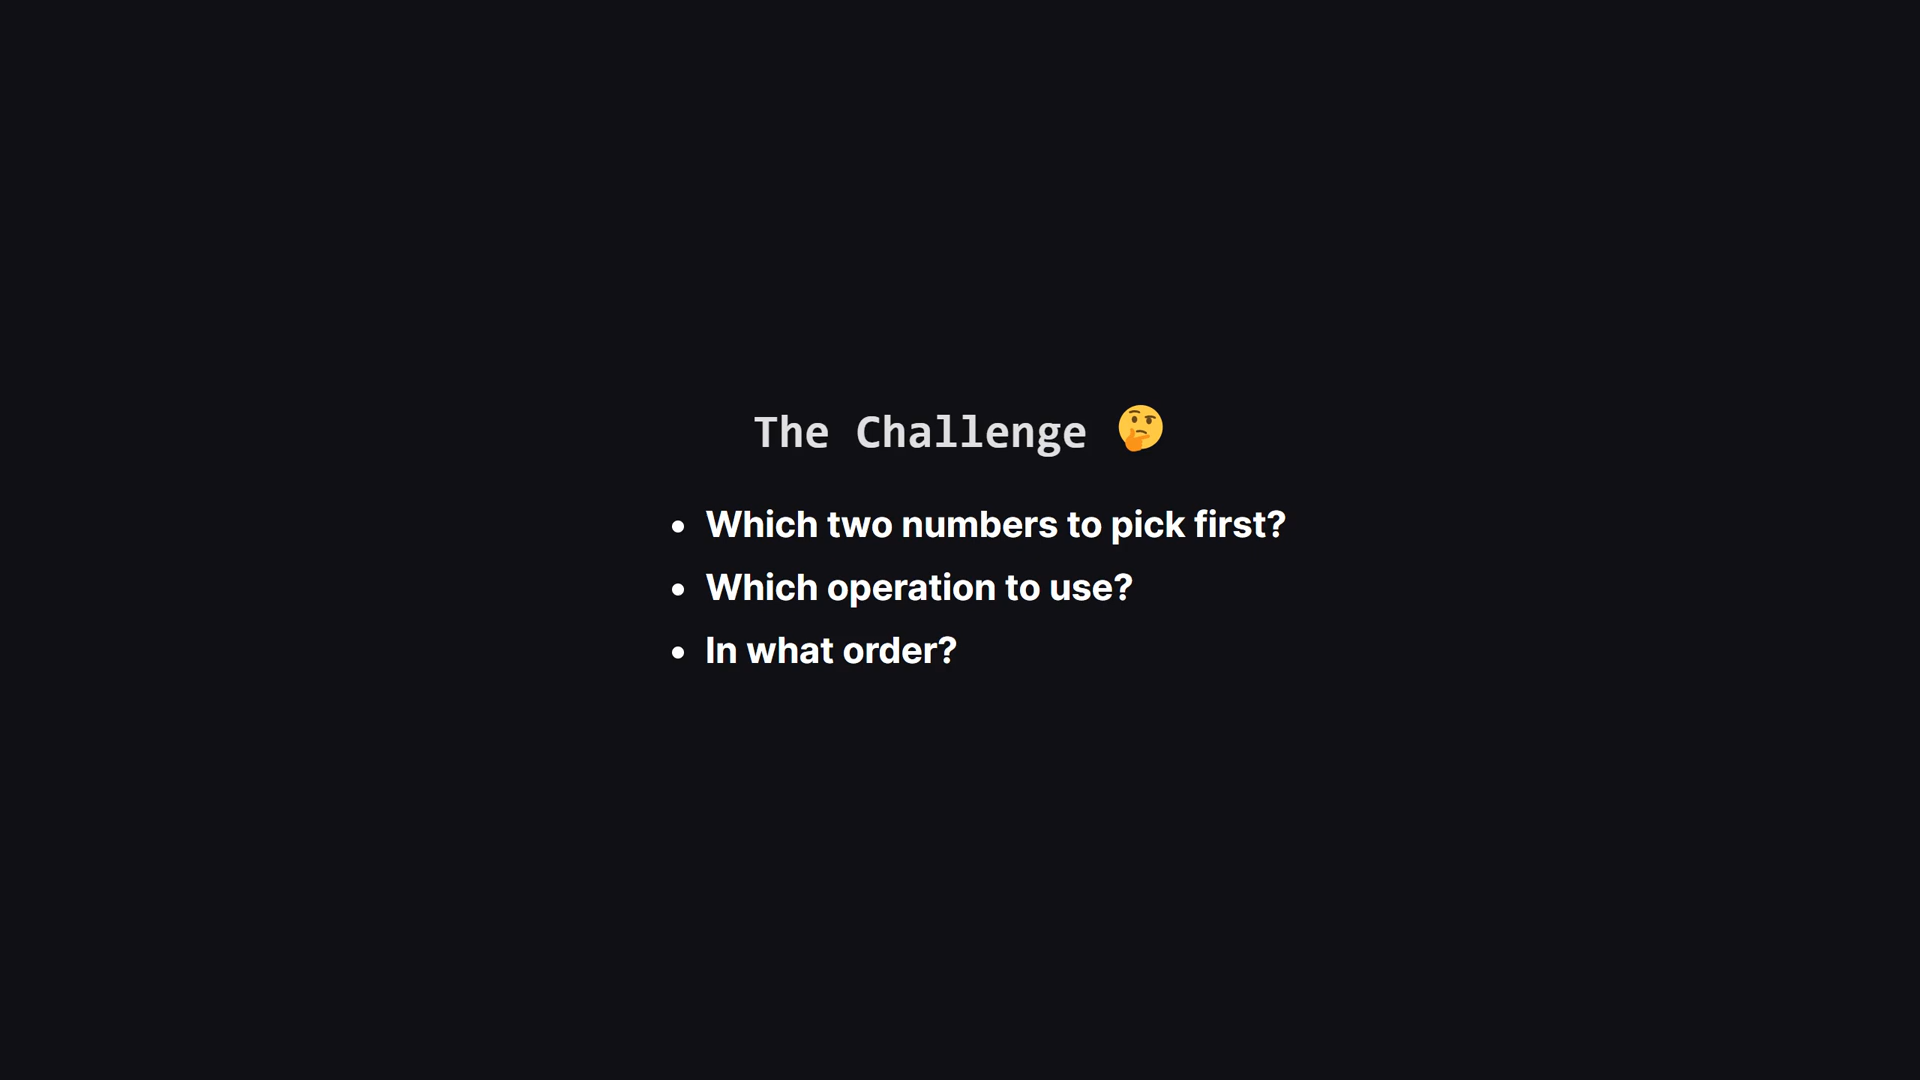 The Challenge 🤔
• Which two numbers to pick first?
• Which operation to use?
• In what order?